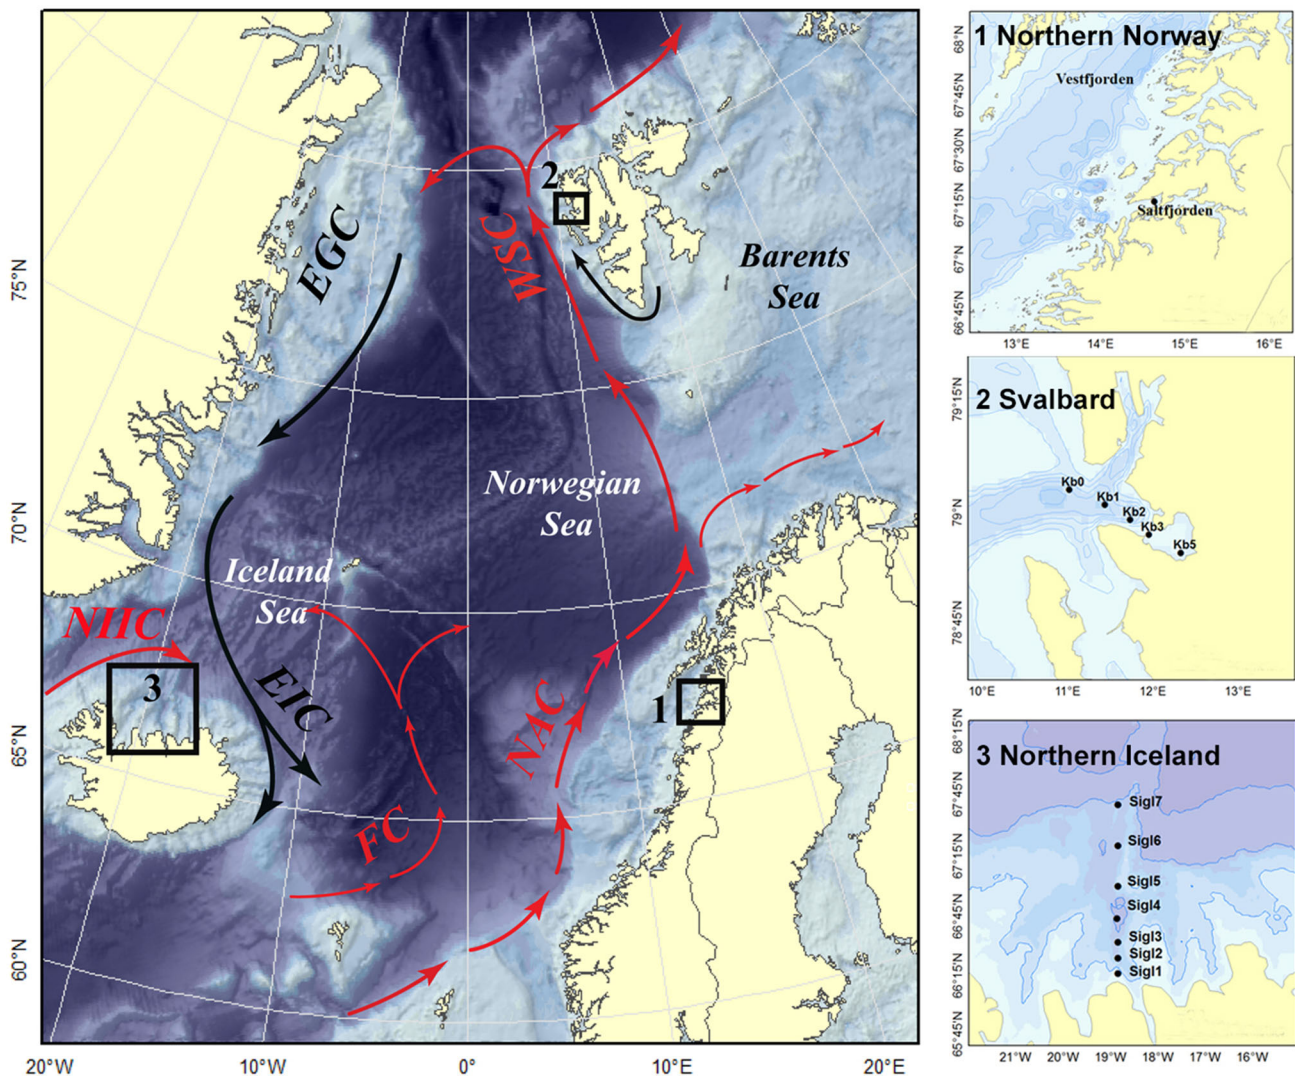 75°N
70°N
65°N
60°N
20°W
10°W
0°
10°E
20°E
EGC
WSC
2
Barents
Sea
Norwegian
Sea
Iceland
Sea
NIIC
3
EIC
NAC
1
FC
1 Northern Norway
Vestfjorden
Saltfjorden
68°N
67°45'N
67°30'N
67°15'N
67°N
66°45'N
13°E
14°E
15°E
16°E
2 Svalbard
Kb0
Kb1
Kb2
Kb3
Kb5
79°15'N
79°N
78°45'N
10°E
11°E
12°E
13°E
3 Northern Iceland
Sigl7
Sigl6
Sigl5
Sigl4
Sigl3
Sigl2
Sigl1
68°15'N
67°45'N
67°15'N
66°45'N
66°15'N
65°45'N
21°W
20°W
19°W
18°W
17°W
16°W